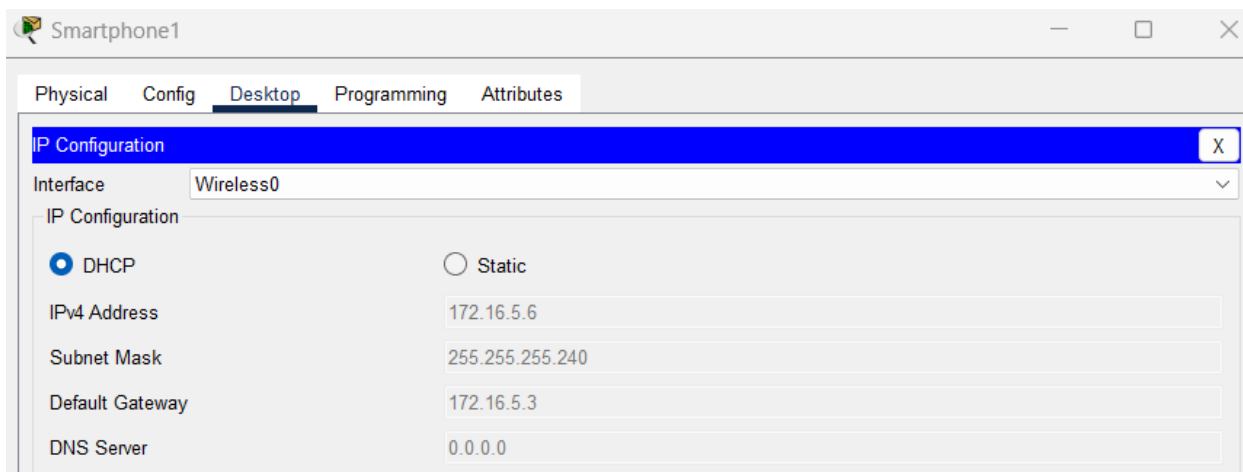 Smartphone1
Physical Config Desktop Programming Attributes
IP Configuration X
Interface Wireless0
IP Configuration
DHCP Static
IPv4 Address 172.16.5.6
Subnet Mask 255.255.255.240
Default Gateway 172.16.5.3
DNS Server 0.0.0.0